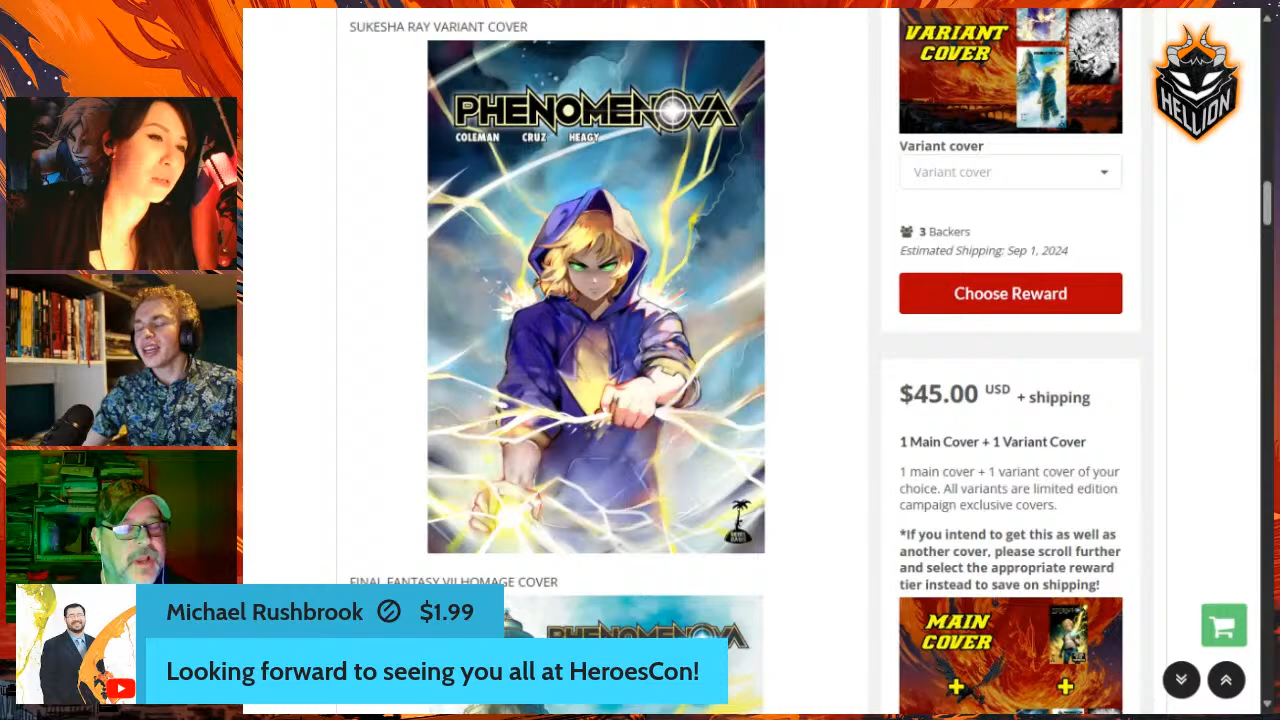 SUKESHA RAY VARIANT COVER
PHENOMENOVA
COLEMAN CRUZ HEAGY
FINAL FANTASY VII HOMAGE COVER
PHENOMENOVA
VARIANT
COVER
Variant cover
Variant cover
3 Backers
Estimated Shipping: Sep 1, 2024
Choose Reward
$45.00 USD + shipping
1 Main Cover + 1 Variant Cover
1 main cover + 1 variant cover of your
choice. All variants are limited edition
campaign exclusive covers.
*If you intend to get this as well as
another cover, please scroll further
and select the appropriate reward
tier instead to save on shipping!
MAIN
COVER
+ +
HELLION
Michael Rushbrook $1.99
Looking forward to seeing you all at HeroesCon!